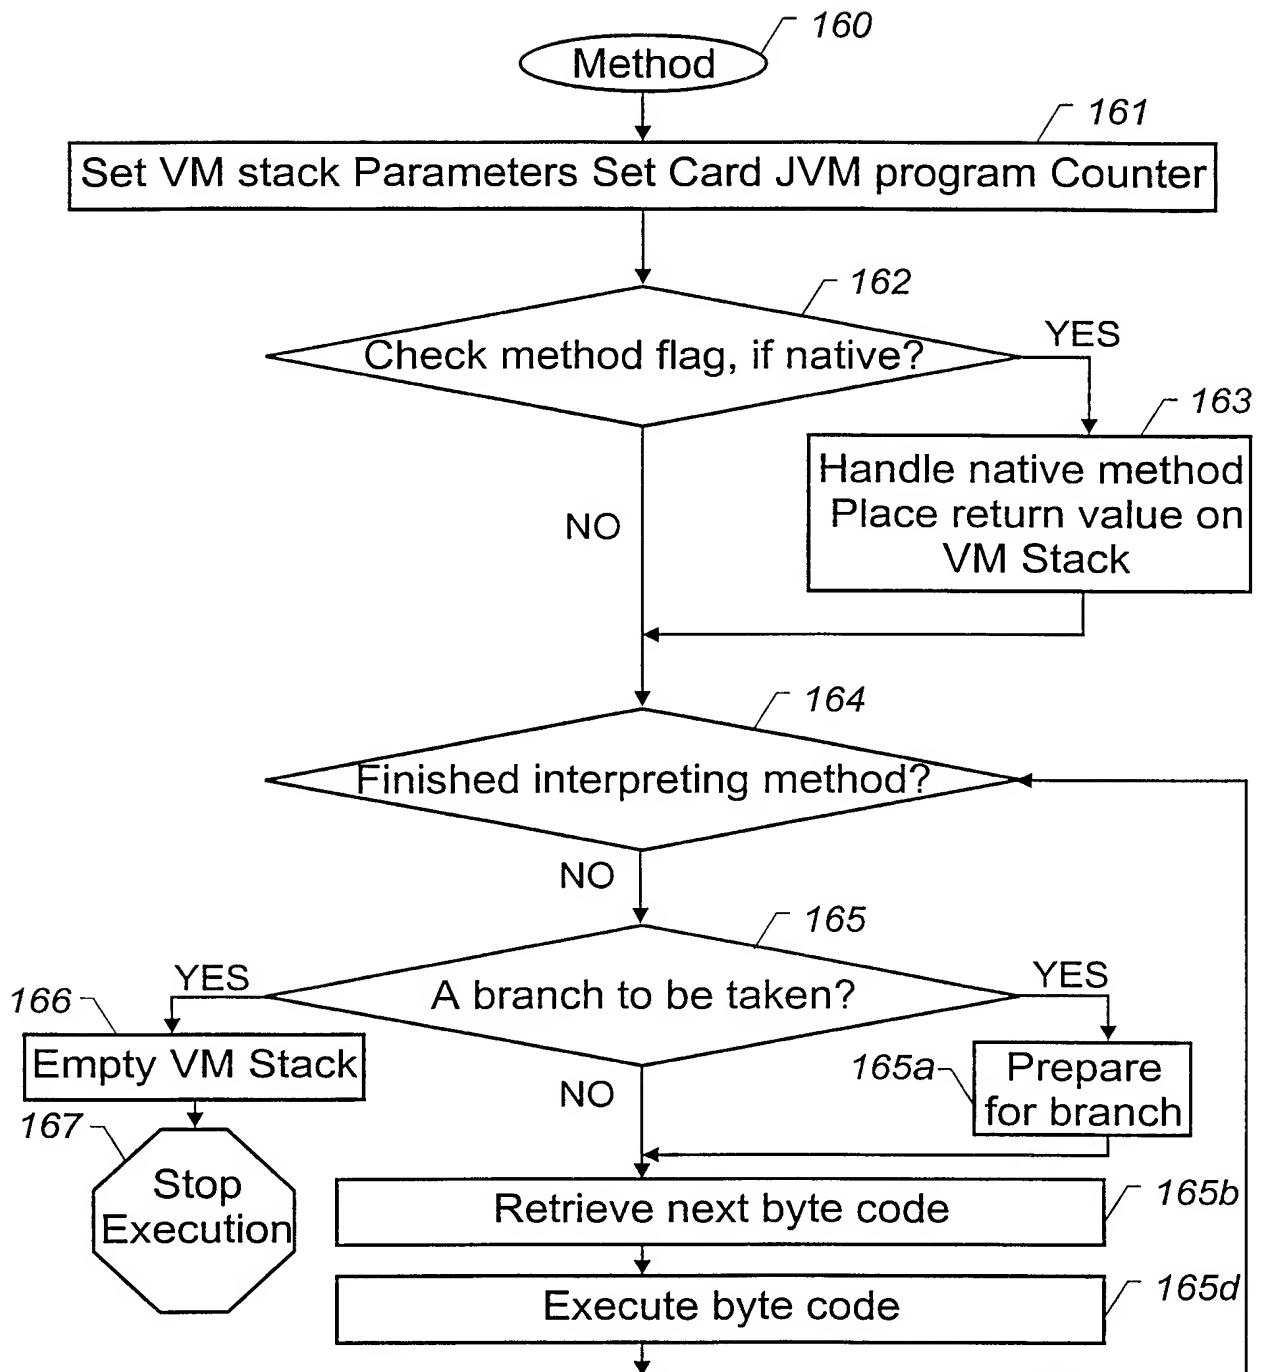 160
Method
161
Set VM stack Parameters Set Card JVM program Counter
162
Check method flag, if native?
YES
163
Handle native method
Place return value on
VM Stack
NO
164
Finished interpreting method?
NO
165
A branch to be taken?
YES
YES
166
Empty VM Stack
165a
Prepare
for branch
NO
167
Stop
Execution
165b
Retrieve next byte code
165d
Execute byte code